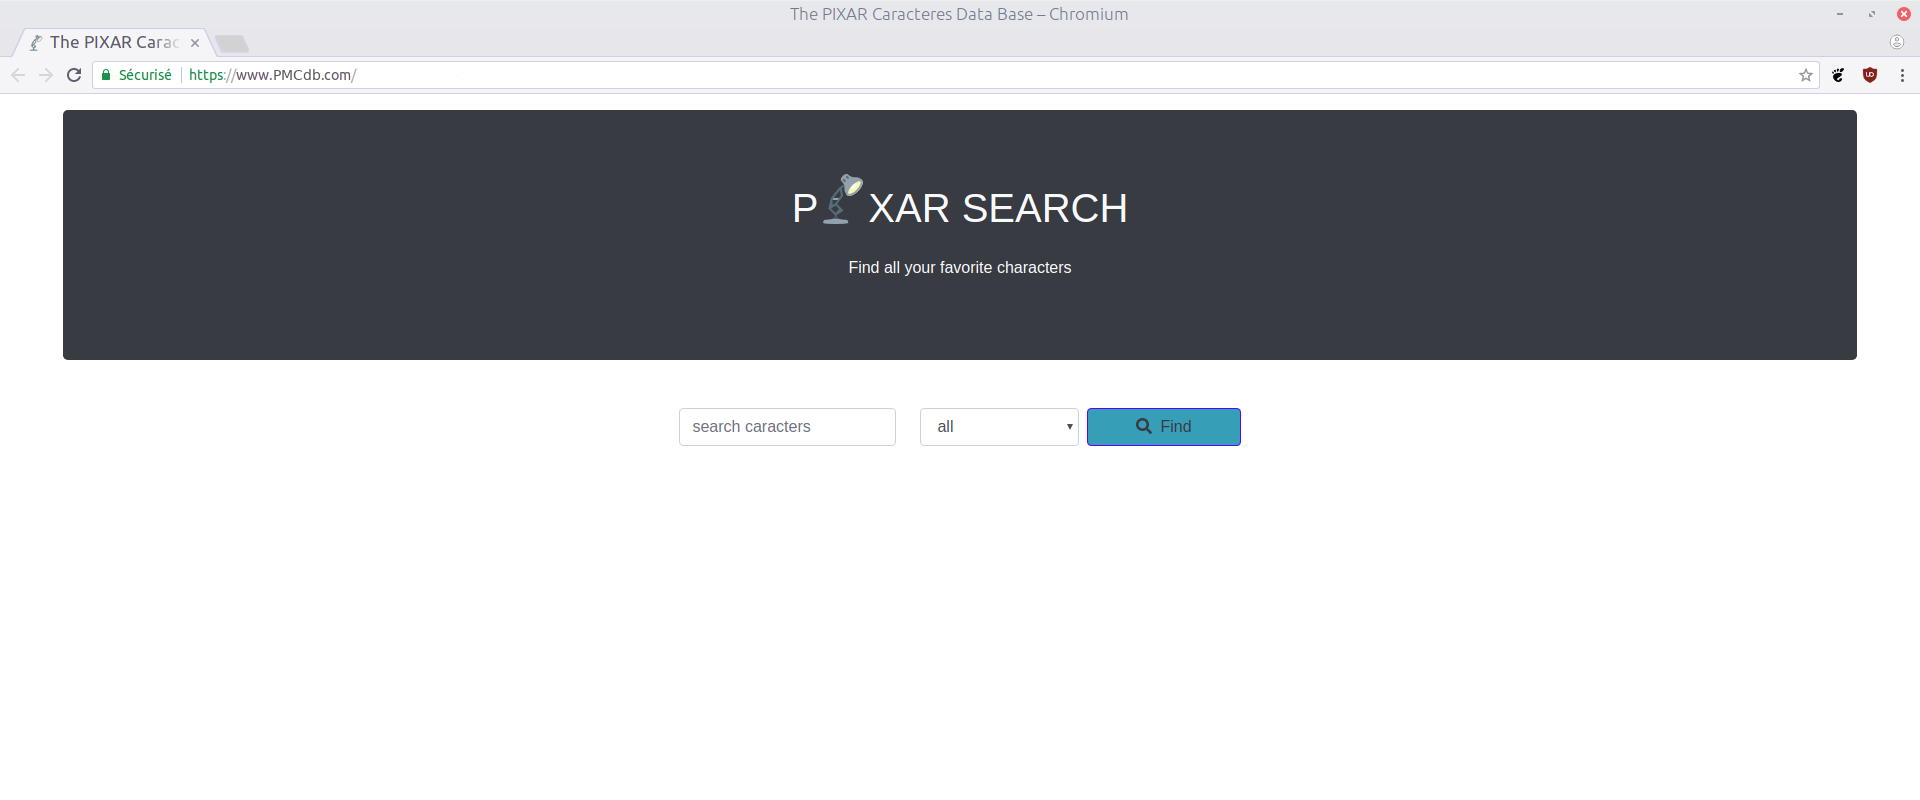 The PIXAR Caracteres Data Base – Chromium
The PIXAR Carac
Sécurisé https://www.PMCdb.com/
P XAR SEARCH
Find all your favorite characters
search caracters all Find